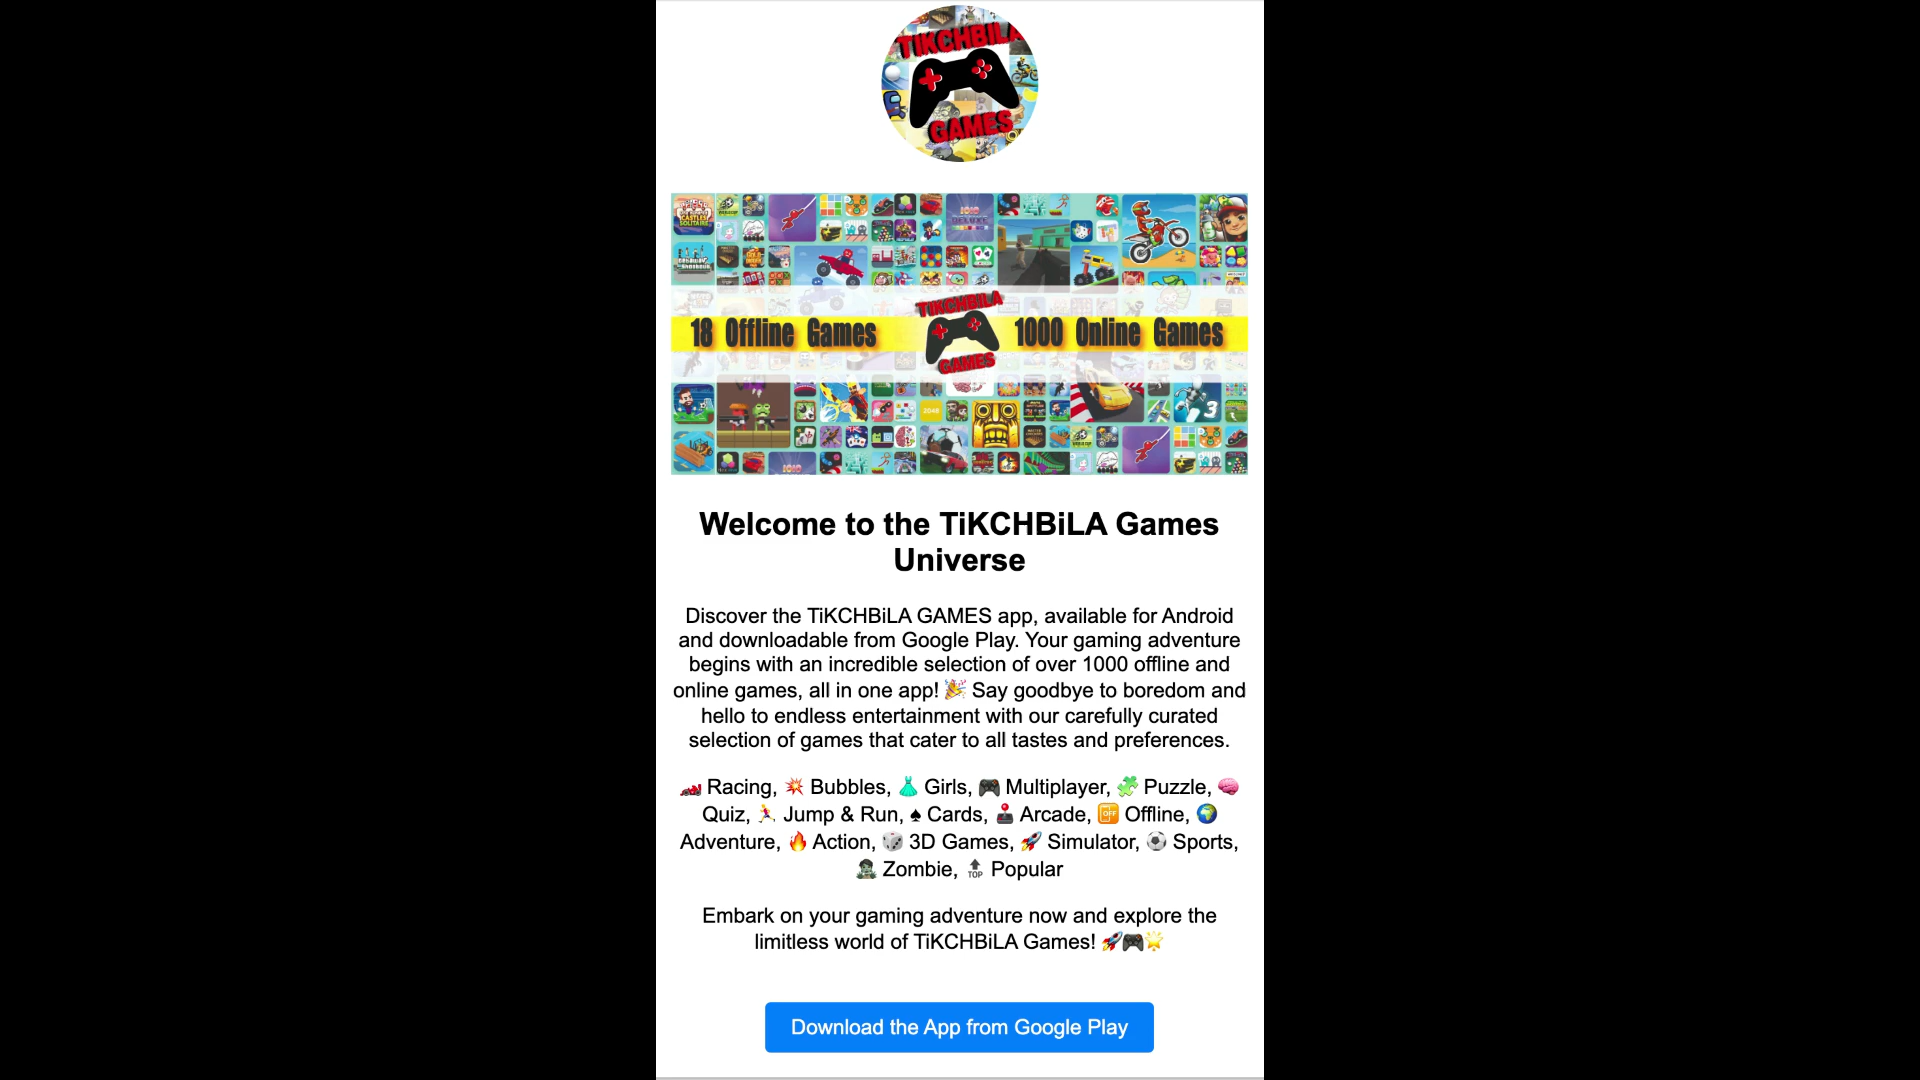 TIKCHBILA
GAMES
18 Offline Games
TIKCHBILA
GAMES
1000 Online Games
Welcome to the TiKCHBiLA Games
Universe
Discover the TiKCHBiLA GAMES app, available for Android
and downloadable from Google Play. Your gaming adventure
begins with an incredible selection of over 1000 offline and
online games, all in one app! 🎉 Say goodbye to boredom and
hello to endless entertainment with our carefully curated
selection of games that cater to all tastes and preferences.
🏎️ Racing, 💥 Bubbles, 👗 Girls, 🎮 Multiplayer, 🧩 Puzzle, 🧠
Quiz, 🏃 Jump & Run, ♠ Cards, 🕹️ Arcade, 📴 Offline, 🌍
Adventure, 🔥 Action, 🎲 3D Games, 🚀 Simulator, ⚽ Sports,
🧟 Zombie, 🔝 Popular
Embark on your gaming adventure now and explore the
limitless world of TiKCHBiLA Games! 🚀🎮🌟
Download the App from Google Play